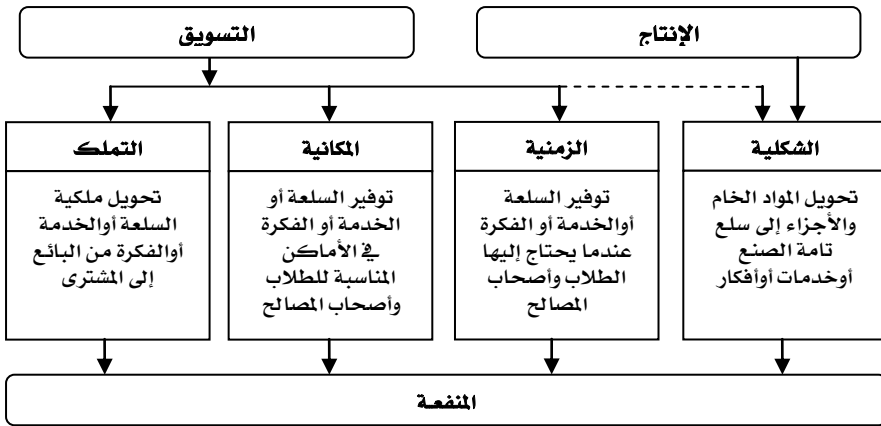 الإنتاج
التسويق
الشكلية
تحويل المواد الخام
والأجزاء إلى سلع
تامة الصنع
أوخدمات أوأفكار
الزمنية
توفير السلعة
أوالخدمة أو الفكرة
عندما يحتاج إليها
الطلاب وأصحاب
المصالح
المكانية
توفير السلعة أو
الخدمة أو الفكرة
في الأماكن
المناسبة للطلاب
وأصحاب المصالح
التملك
تحويل ملكية
السلعة أوالخدمة
أوالفكرة من البائع
إلى المشترى
المنفعة